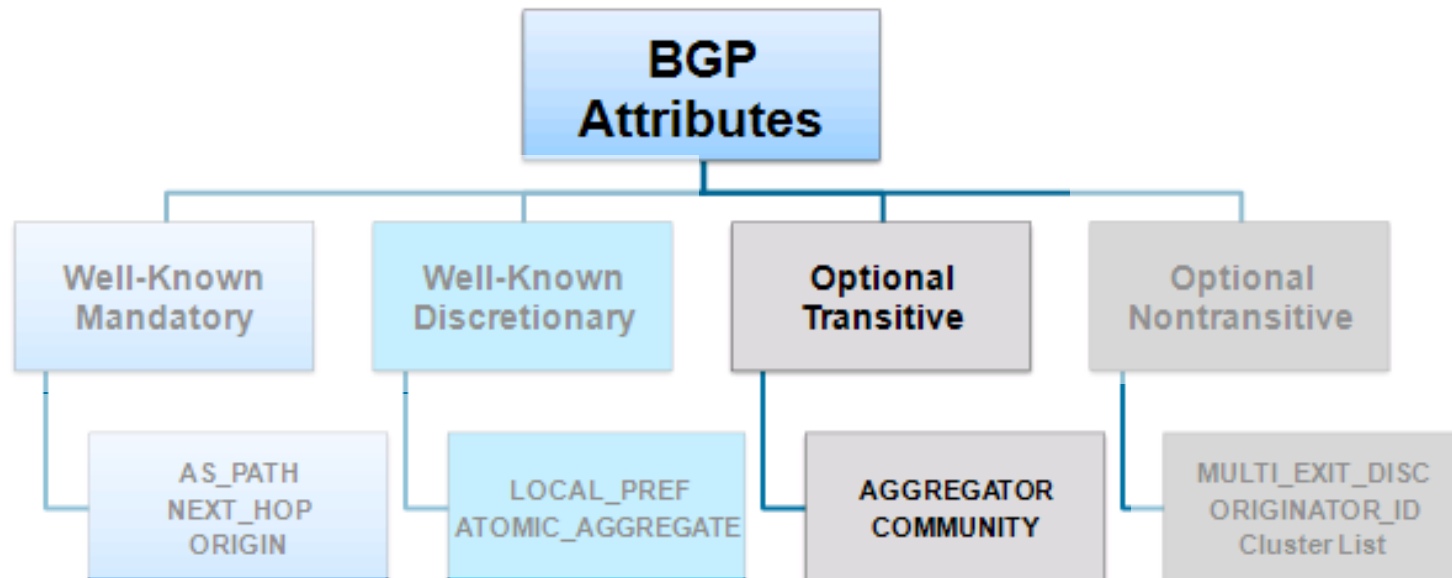 BGP
Attributes
Well-Known
Mandatory
Well-Known
Discretionary
Optional
Transitive
Optional
Nontransitive
AS_PATH
NEXT_HOP
ORIGIN
LOCAL_PREF
ATOMIC_AGGREGATE
AGGREGATOR
COMMUNITY
MULTI_EXIT_DISC
ORIGINATOR_ID
Cluster List